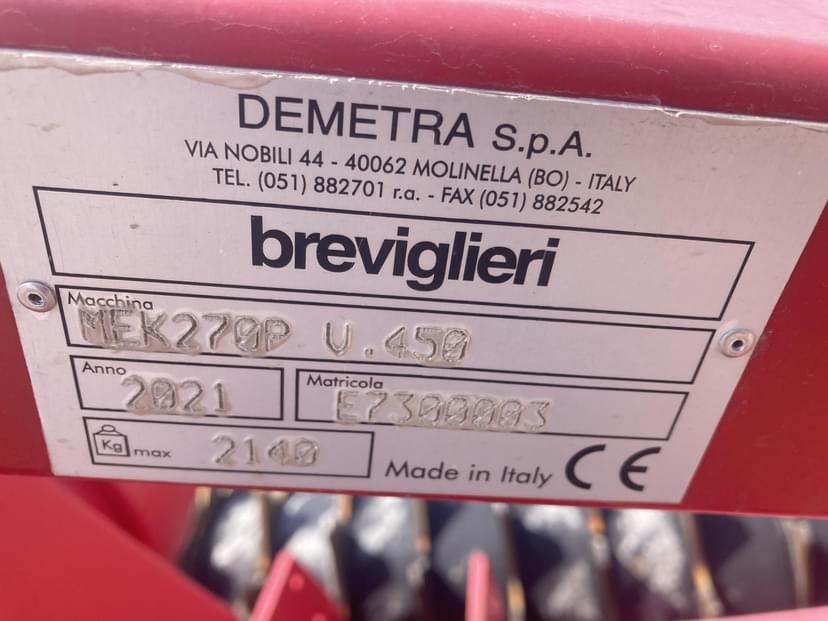 DEMETRA S.p.A.
VIA NOBILI 44 - 40062 MOLINELLA (BO) - ITALY
TEL. (051) 882701 r.a. - FAX (051) 882542
breviglieri
Macchina
MEK270P V.450
Anno
2021
Matricola
E7300003
Kg max 2140
Made in Italy CE